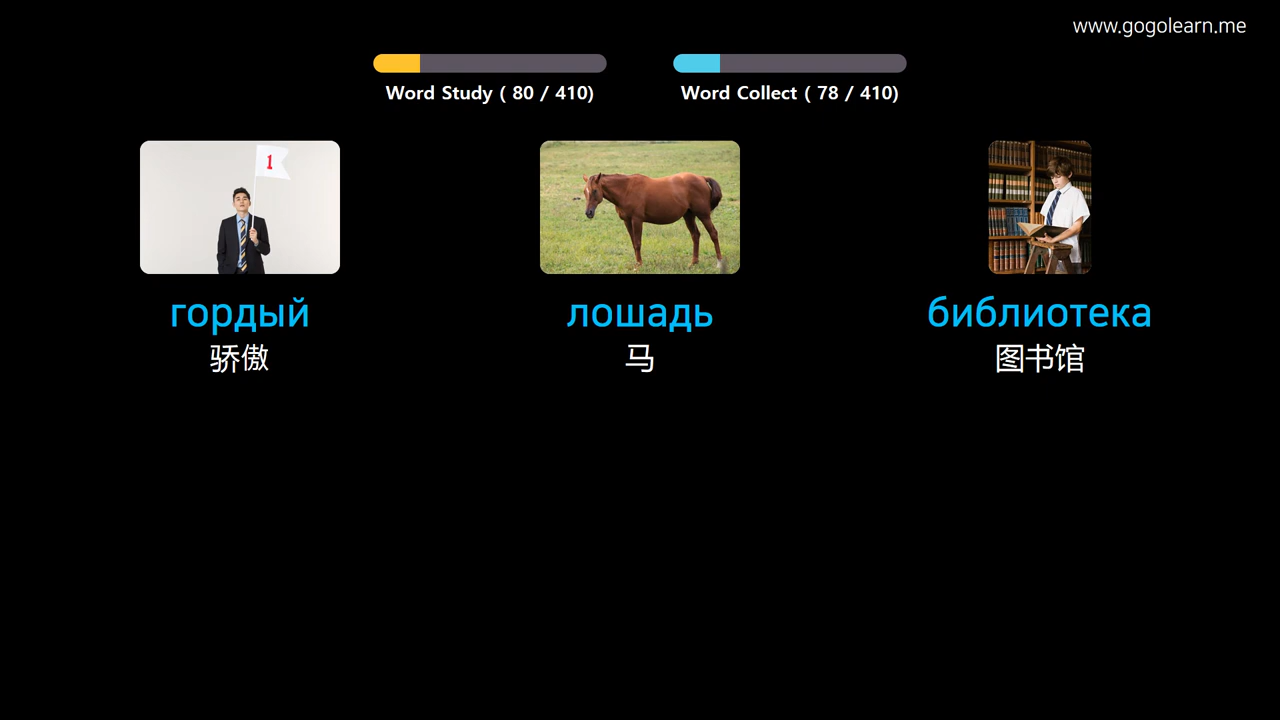 www.gogolearn.me
Word Study ( 80 / 410)
Word Collect ( 78 / 410)
1
гордый
骄傲
лошадь
马
библиотека
图书馆